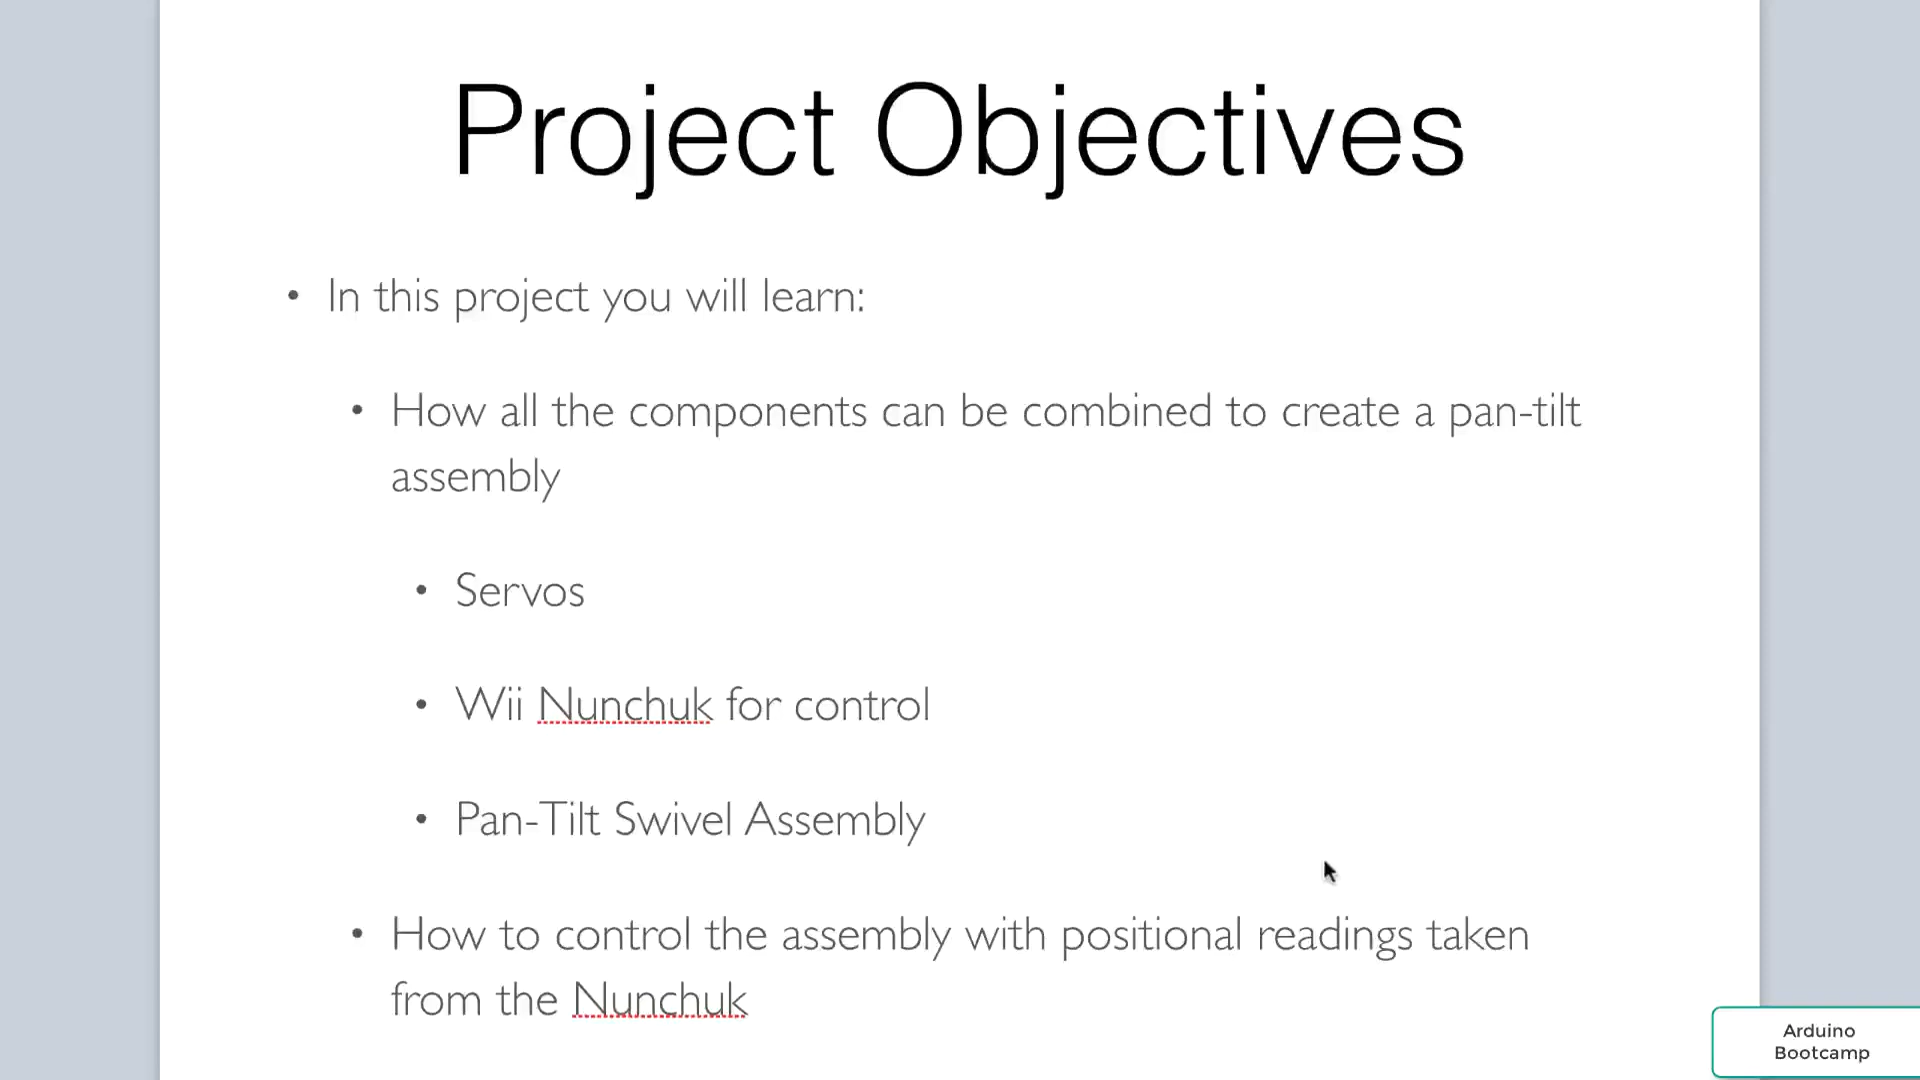 Project Objectives
• In this project you will learn:
• How all the components can be combined to create a pan-tilt
assembly
• Servos
• Wii Nunchuk for control
• Pan-Tilt Swivel Assembly
• How to control the assembly with positional readings taken
from the Nunchuk
Arduino
Bootcamp